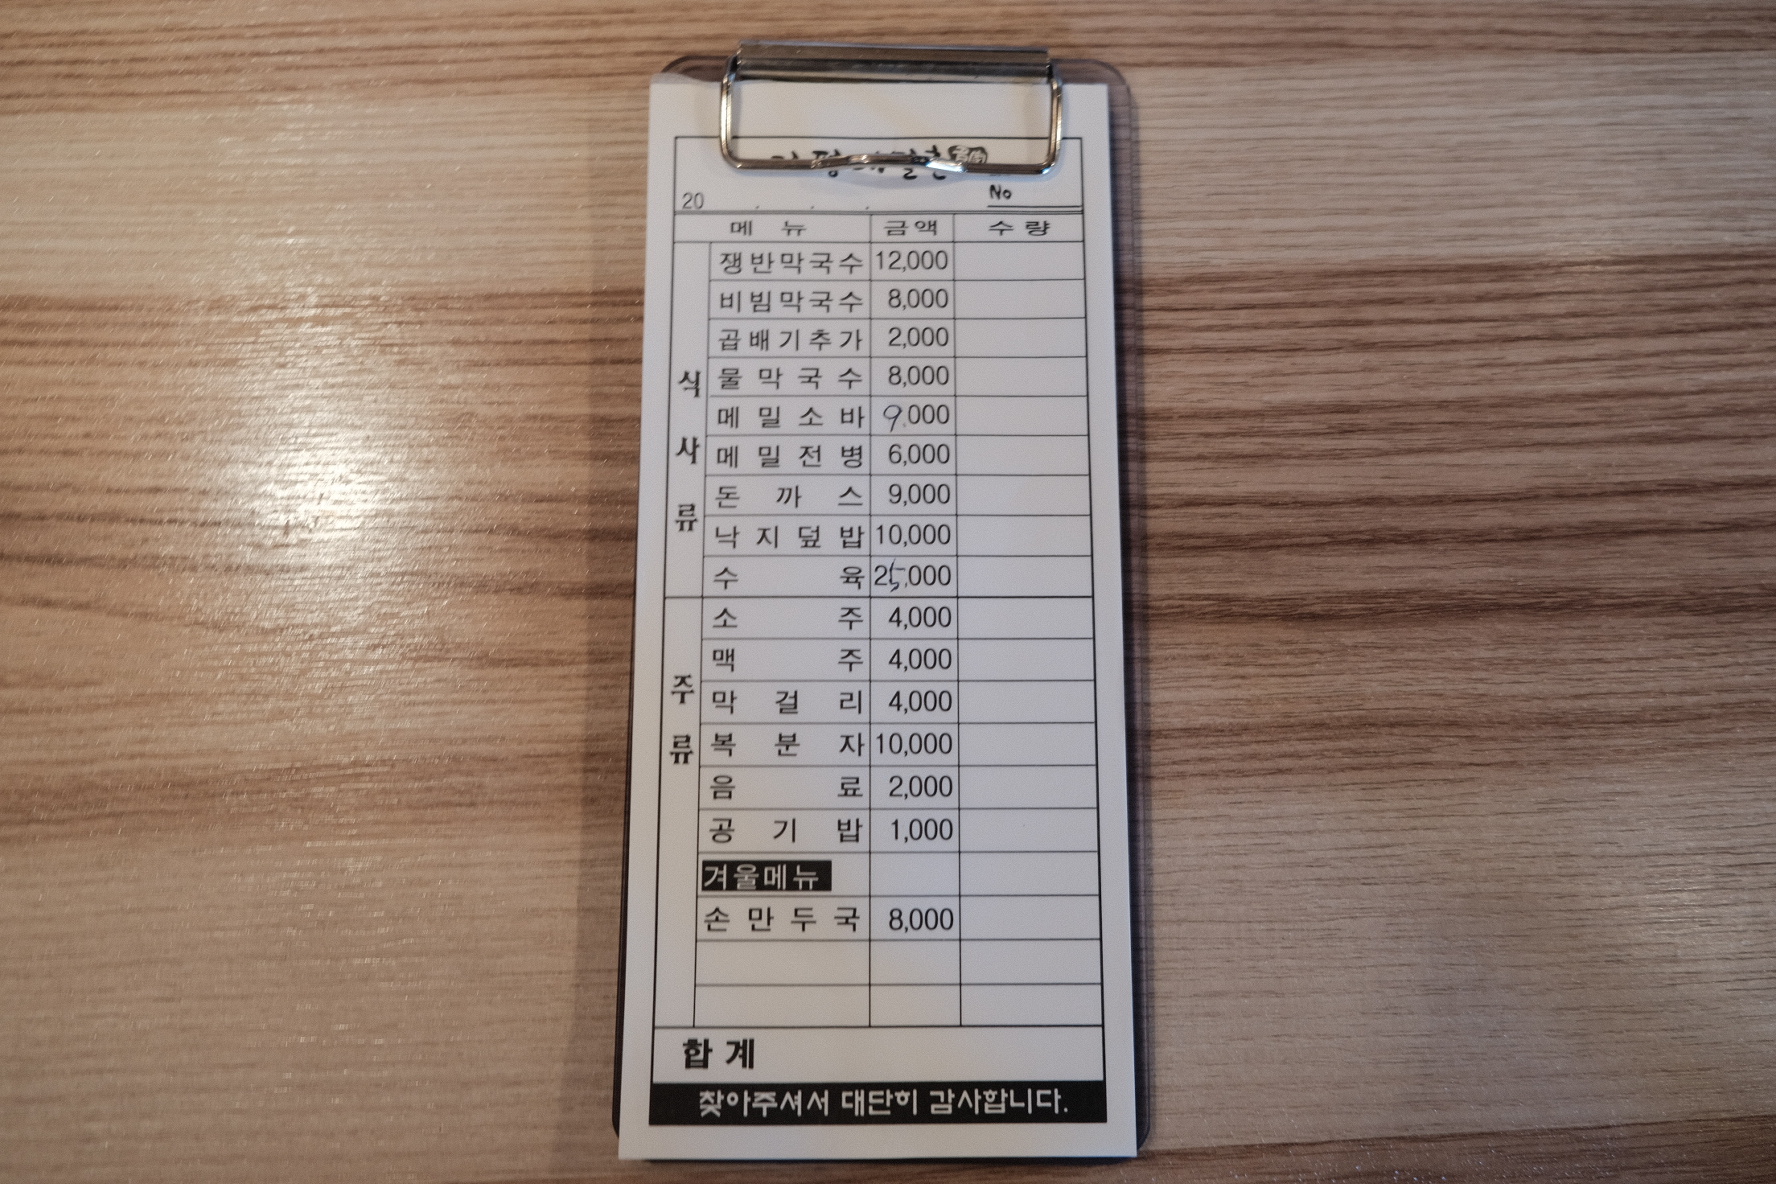 20 . . .
No
메 뉴 금액 수 량
식사류
쟁반막국수 12,000
비빔막국수 8,000
곱배기추가 2,000
물막국수 8,000
메밀소바 9,000
메밀전병 6,000
돈까스 9,000
낙지덮밥 10,000
수육 25,000
주류
소주 4,000
맥주 4,000
막걸리 4,000
복분자 10,000
음료 2,000
공기밥 1,000
겨울메뉴
손만두국 8,000
합 계
찾아주셔서 대단히 감사합니다.